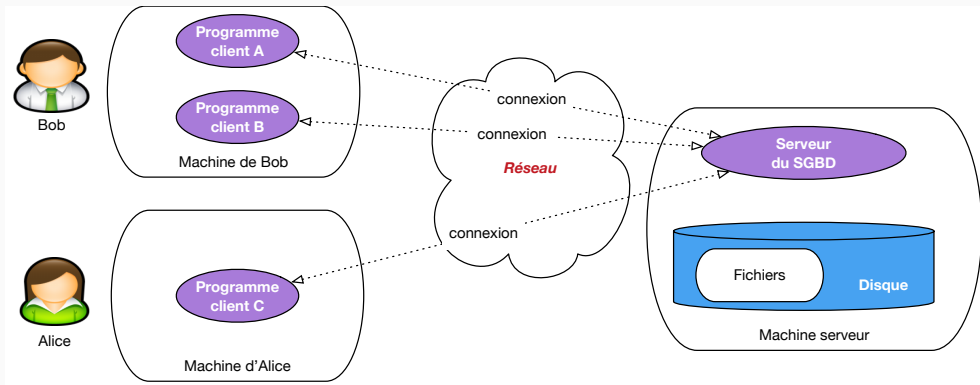 Programme
client A
Bob
Programme
client B
Machine de Bob
connexion
connexion
Réseau
connexion
Serveur
du SGBD
Fichiers
Disque
Machine serveur
Programme
client C
Alice
Machine d'Alice